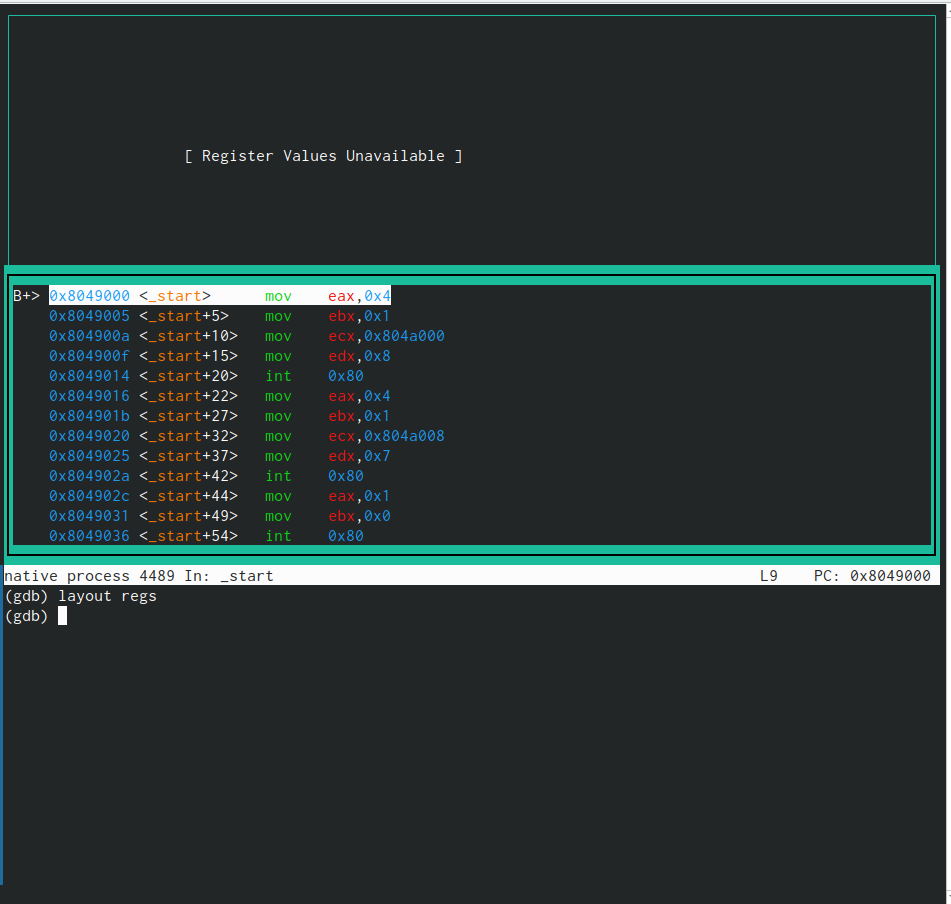 [ Register Values Unavailable ]
B+> 0x8049000 <_start> mov eax,0x4
0x8049005 <_start+5> mov ebx,0x1
0x804900a <_start+10> mov ecx,0x804a000
0x804900f <_start+15> mov edx,0x8
0x8049014 <_start+20> int 0x80
0x8049016 <_start+22> mov eax,0x4
0x804901b <_start+27> mov ebx,0x1
0x8049020 <_start+32> mov ecx,0x804a008
0x8049025 <_start+37> mov edx,0x7
0x804902a <_start+42> int 0x80
0x804902c <_start+44> mov eax,0x1
0x8049031 <_start+49> mov ebx,0x0
0x8049036 <_start+54> int 0x80
native process 4489 In: _start L9 PC: 0x8049000
(gdb) layout regs
(gdb)